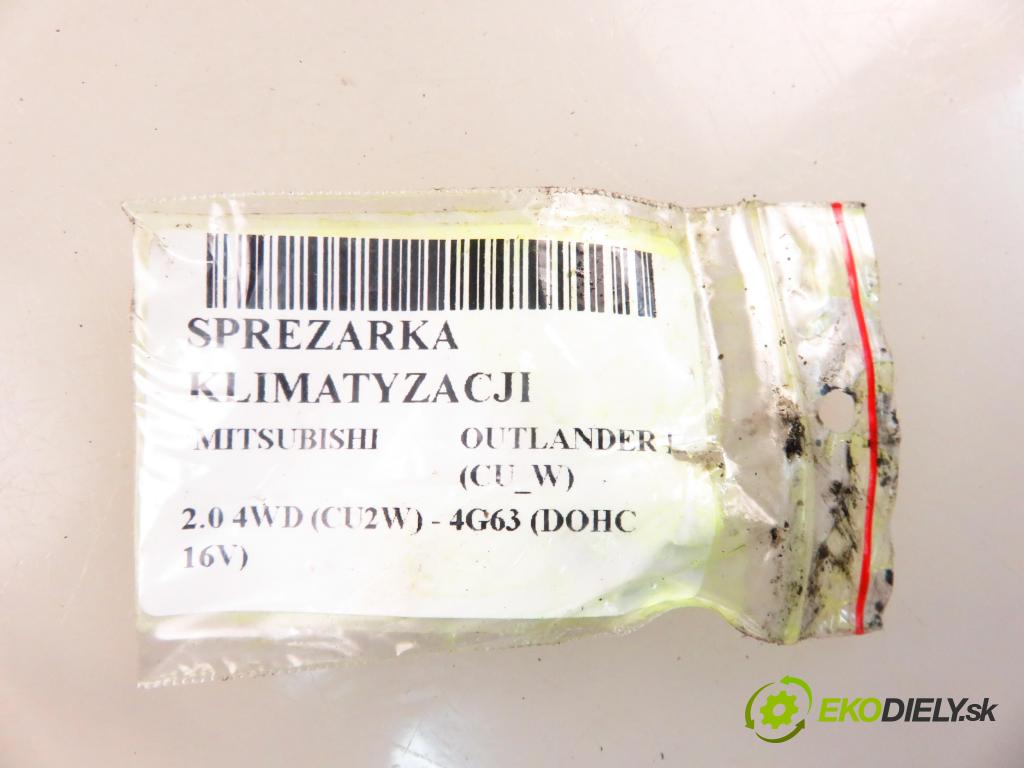 SPREZARKA
KLIMATYZACJI
MITSUBISHI OUTLANDER I
(CU_W)
2.0 4WD (CU2W) - 4G63 (DOHC
16V)
EKODIELY.sk